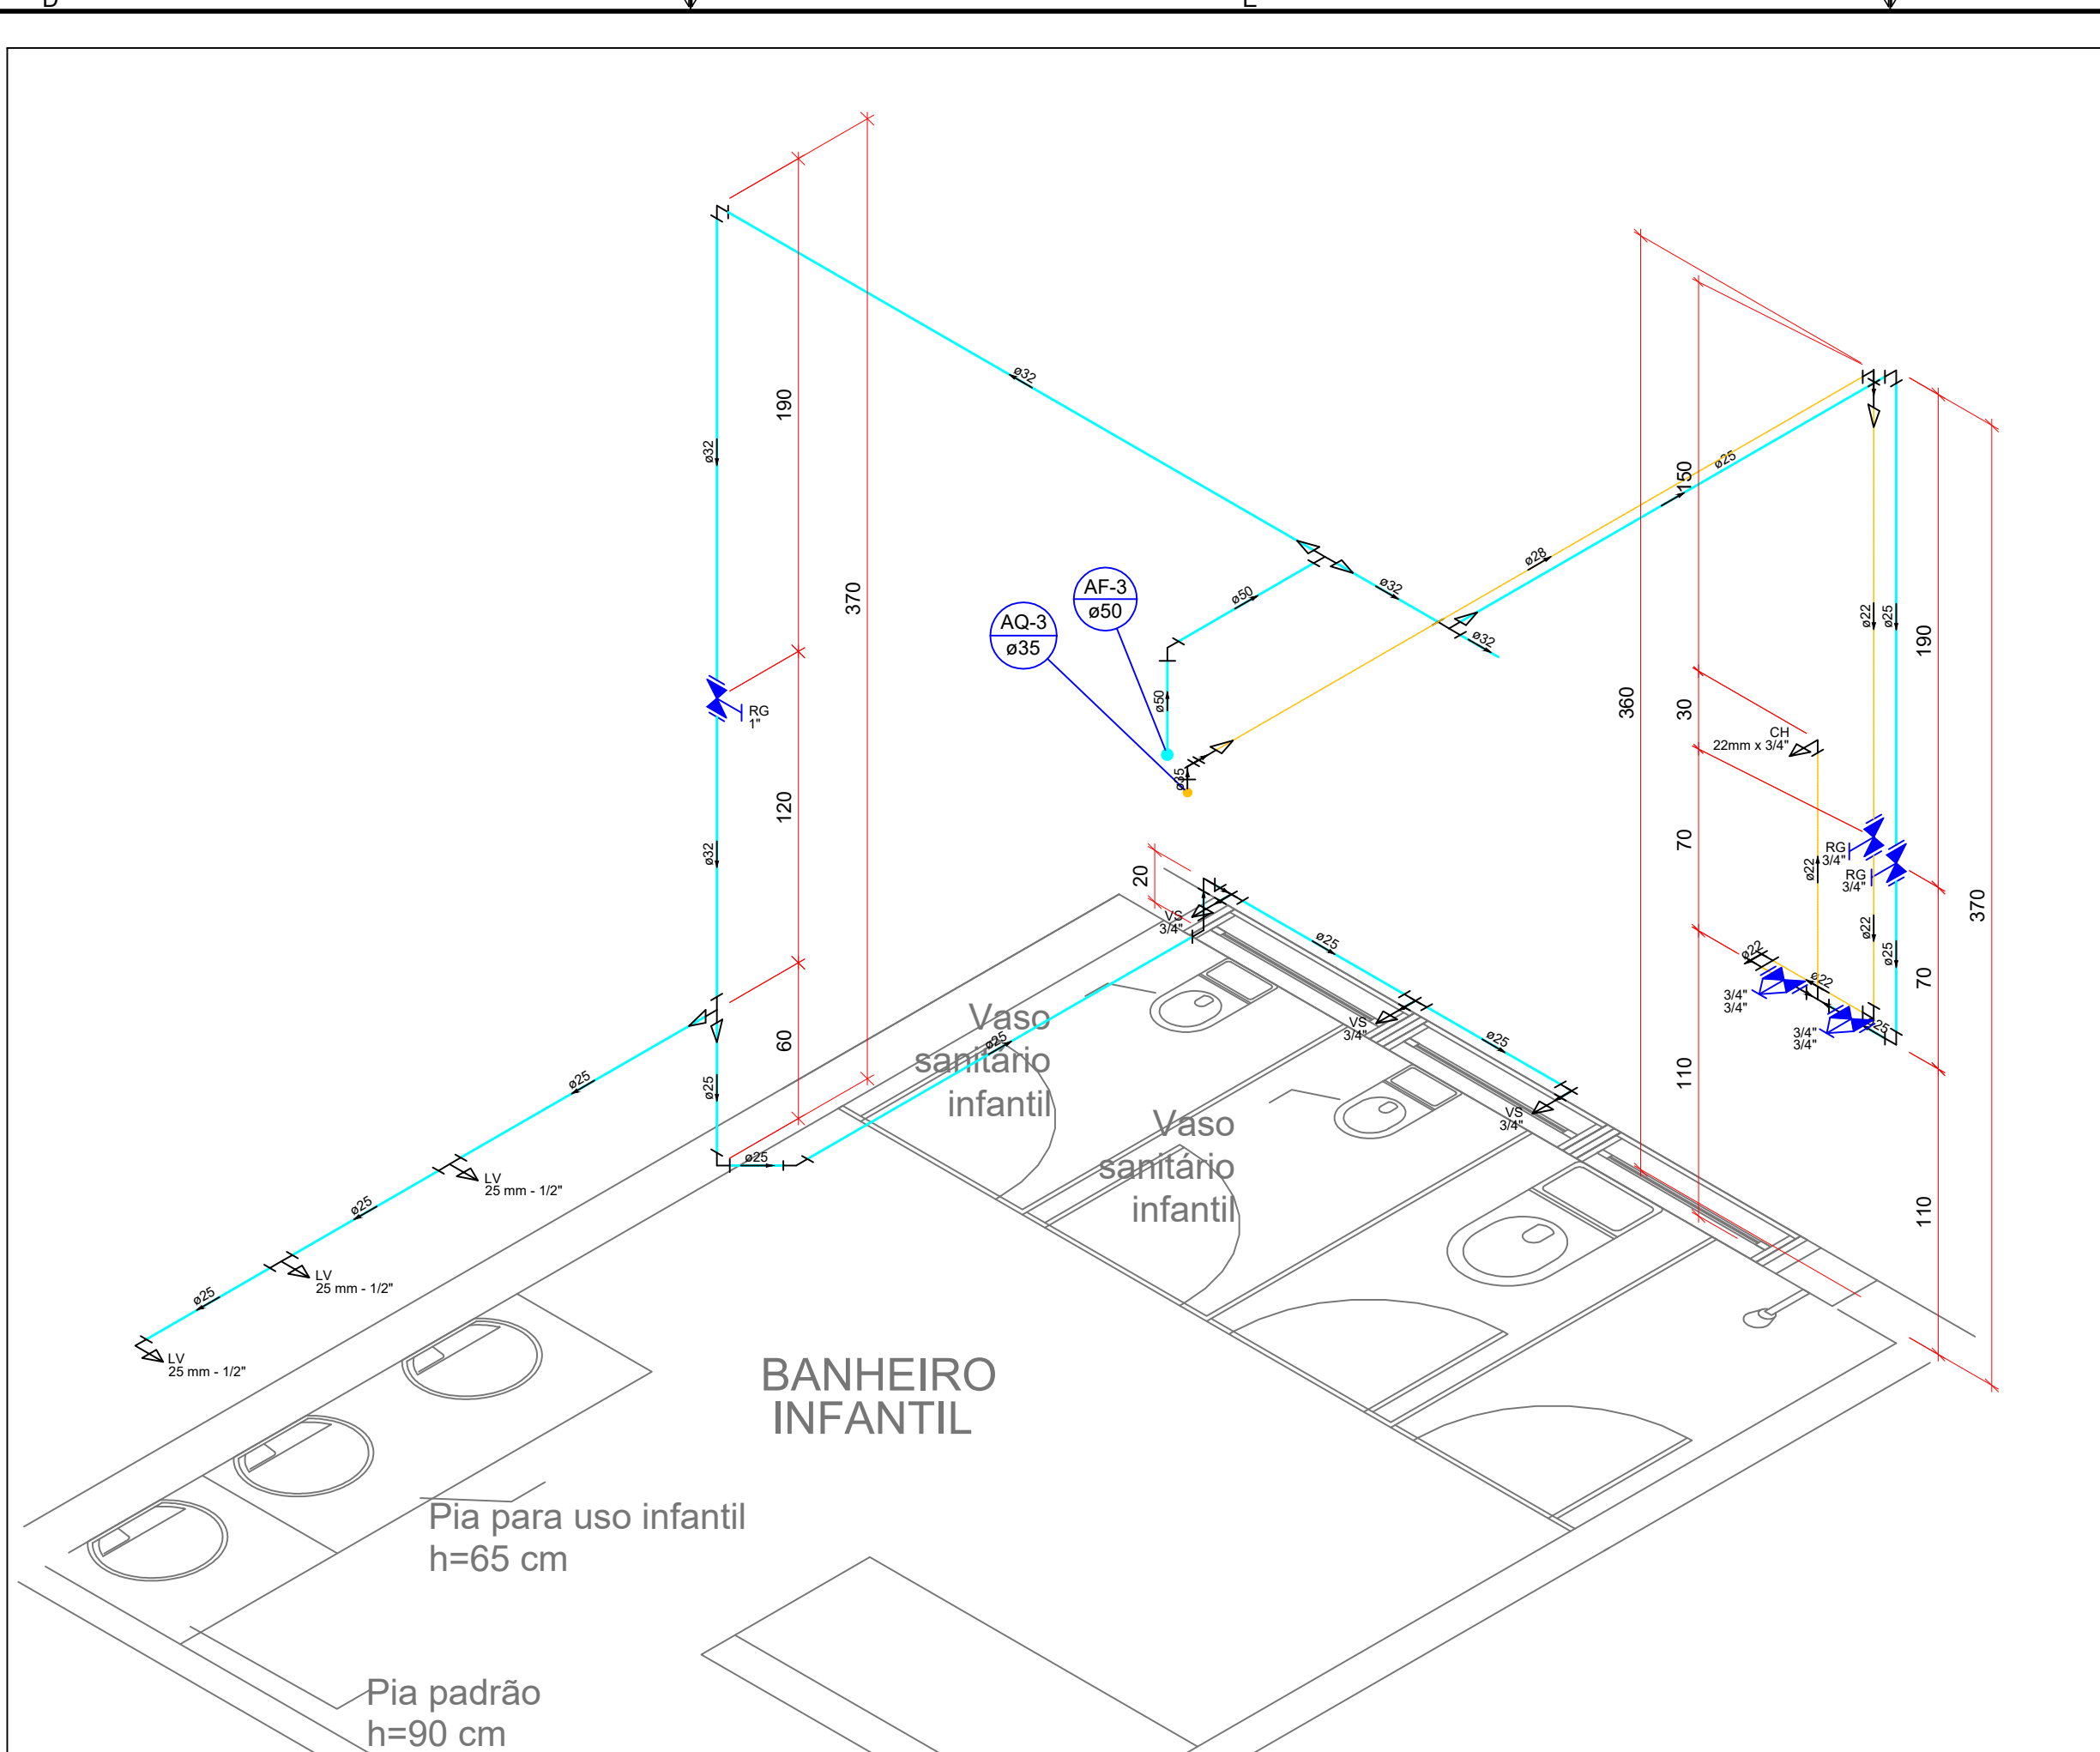 D
E
190
370
120
60
ø32
ø32
ø32
ø50
ø50
AF-3
ø50
AQ-3
ø35
ø35
ø32
ø32
ø28
ø25
150
360
30
70
110
RG
1"
CH
22mm x 3/4"
ø22
ø25
190
370
70
110
RG
3/4"
RG
3/4"
ø22
ø22
ø25
ø22
ø22
3/4"
3/4"
3/4"
3/4"
ø25
20
VS
3/4"
ø25
VS
3/4"
ø25
VS
3/4"
ø25
ø25
ø25
ø25
LV
25 mm - 1/2"
ø25
LV
25 mm - 1/2"
ø25
LV
25 mm - 1/2"
Vaso
sanitário
infantil
Vaso
sanitário
infantil
BANHEIRO
INFANTIL
Pia para uso infantil
h=65 cm
Pia padrão
h=90 cm